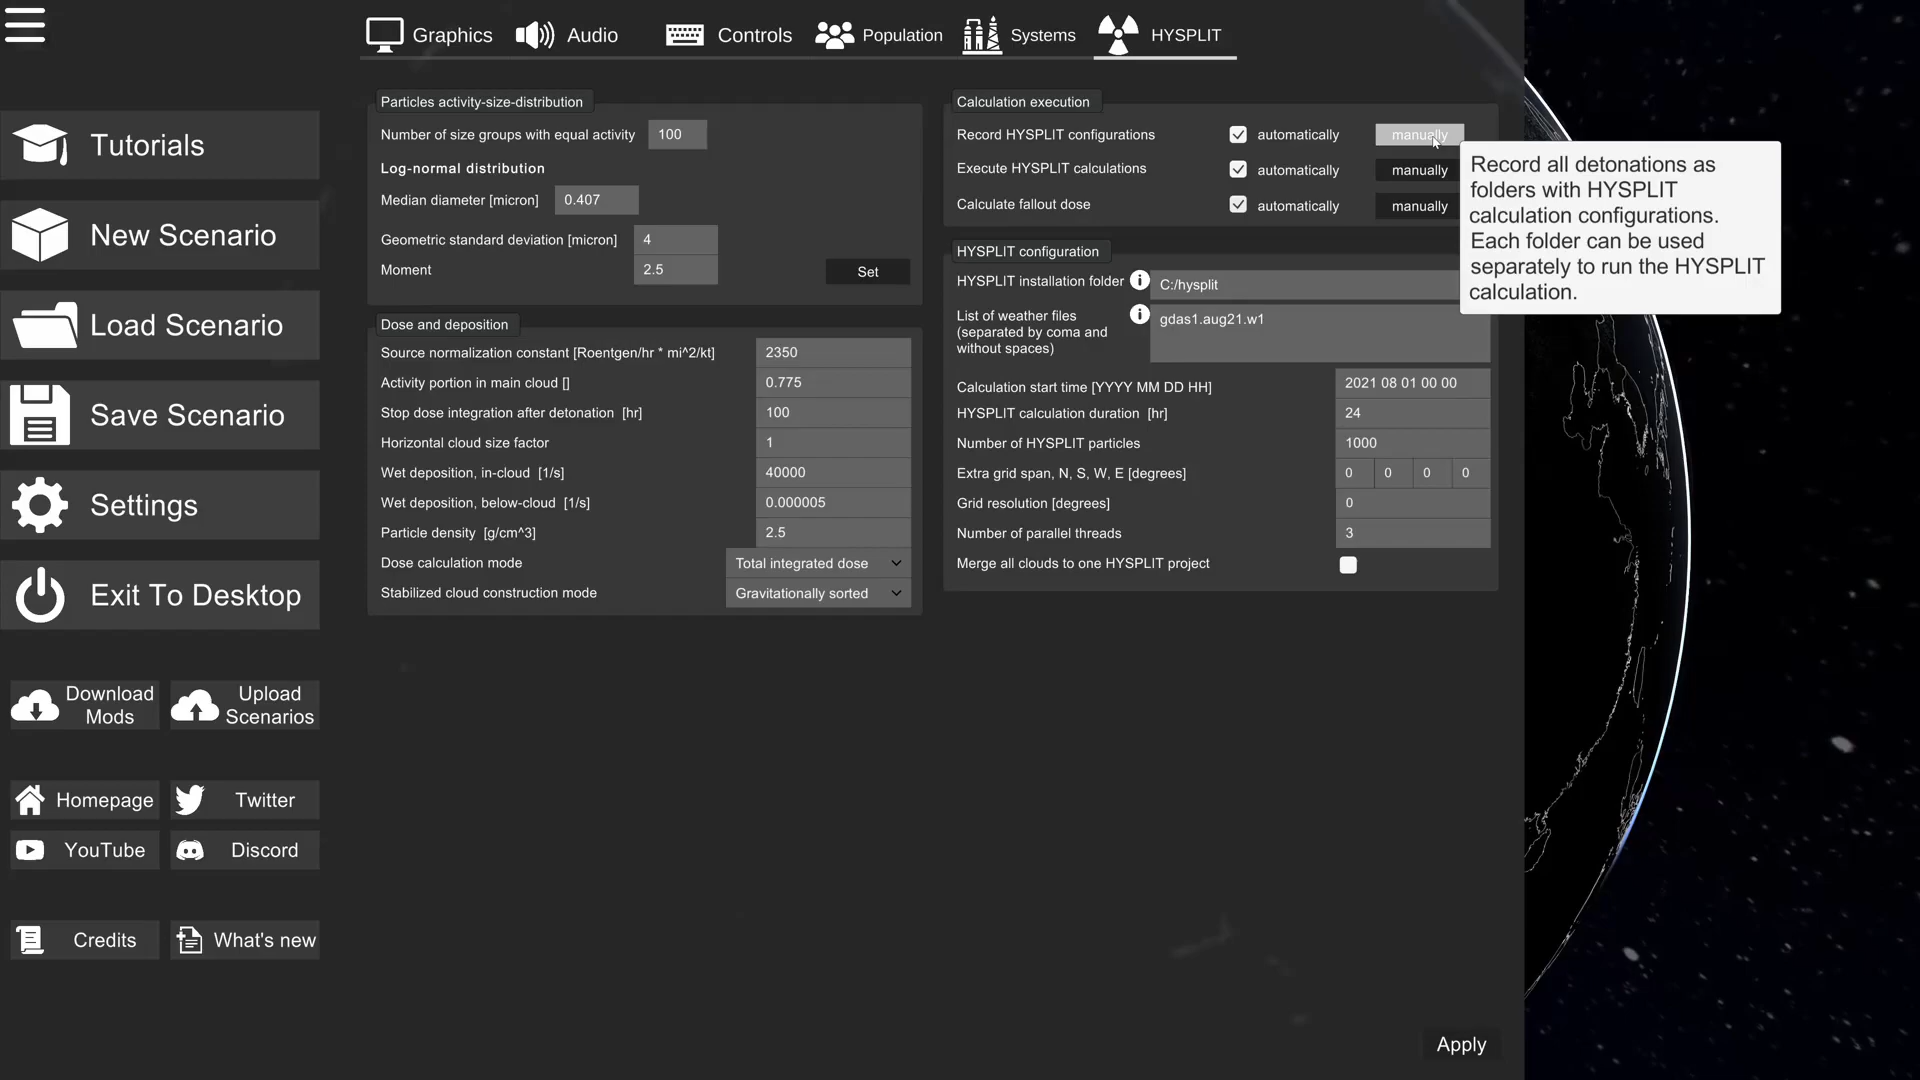 Graphics
Audio
Controls
Population
Systems
HYSPLIT
Tutorials
New Scenario
Load Scenario
Save Scenario
Settings
Exit To Desktop
Download
Mods
Upload
Scenarios
Homepage
Twitter
YouTube
Discord
Credits
What's new
Particles activity-size-distribution
Number of size groups with equal activity 100
Log-normal distribution
Median diameter [micron] 0.407
Geometric standard deviation [micron] 4
Moment 2.5
Set
Dose and deposition
Source normalization constant [Roentgen/hr * mi^2/kt] 2350
Activity portion in main cloud [] 0.775
Stop dose integration after detonation [hr] 100
Horizontal cloud size factor 1
Wet deposition, in-cloud [1/s] 40000
Wet deposition, below-cloud [1/s] 0.000005
Particle density [g/cm^3] 2.5
Dose calculation mode Total integrated dose
Stabilized cloud construction mode Gravitationally sorted
Calculation execution
Record HYSPLIT configurations automatically manually
Execute HYSPLIT calculations automatically manually
Calculate fallout dose automatically manually
HYSPLIT configuration
HYSPLIT installation folder C:/hysplit
List of weather files gdas1.aug21.w1
(separated by coma and
without spaces)
Calculation start time [YYYY MM DD HH] 2021 08 01 00 00
HYSPLIT calculation duration [hr] 24
Number of HYSPLIT particles 1000
Extra grid span, N, S, W, E [degrees] 0 0 0 0
Grid resolution [degrees] 0
Number of parallel threads 3
Merge all clouds to one HYSPLIT project
Record all detonations as
folders with HYSPLIT
calculation configurations.
Each folder can be used
separately to run the HYSPLIT
calculation.
Apply